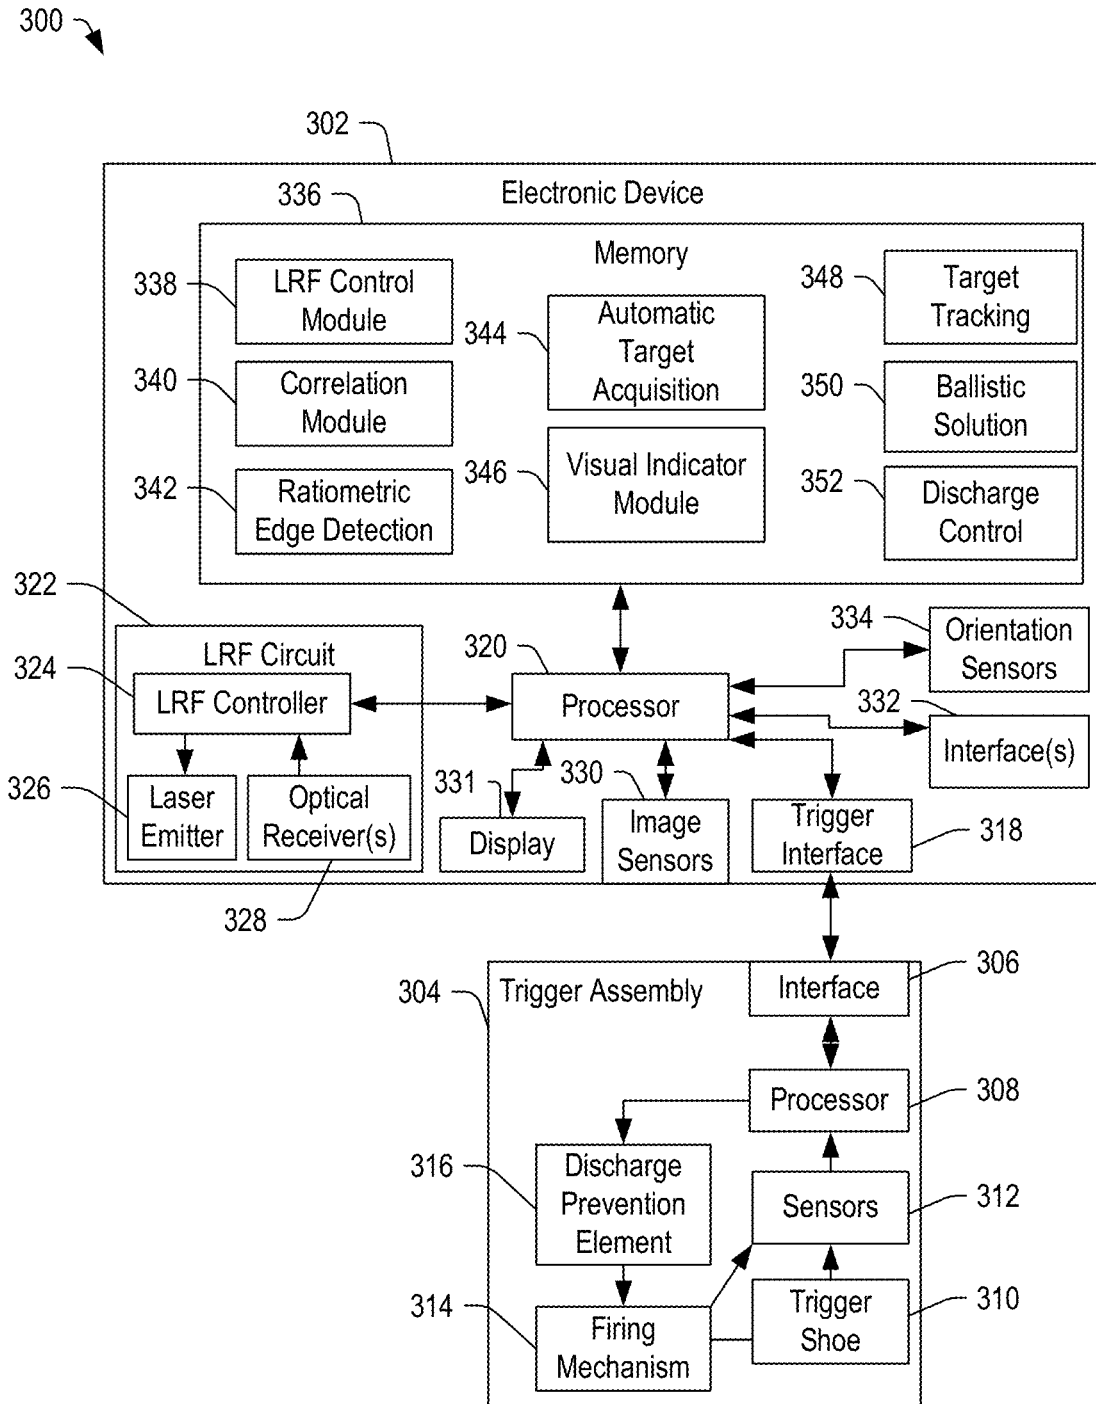 300
302
Electronic Device
336
Memory
338
LRF Control
Module
344
Automatic
Target
Acquisition
348
Target
Tracking
340
Correlation
Module
350
Ballistic
Solution
342
Ratiometric
Edge Detection
346
Visual Indicator
Module
352
Discharge
Control
322
LRF Circuit
324
LRF Controller
320
Processor
334
Orientation
Sensors
332
Interface(s)
326
Laser
Emitter
Optical
Receiver(s)
328
331
Display
330
Image
Sensors
Trigger
Interface
318
304
Trigger Assembly
Interface
306
Processor
308
316
Discharge
Prevention
Element
Sensors
312
314
Firing
Mechanism
Trigger
Shoe
310